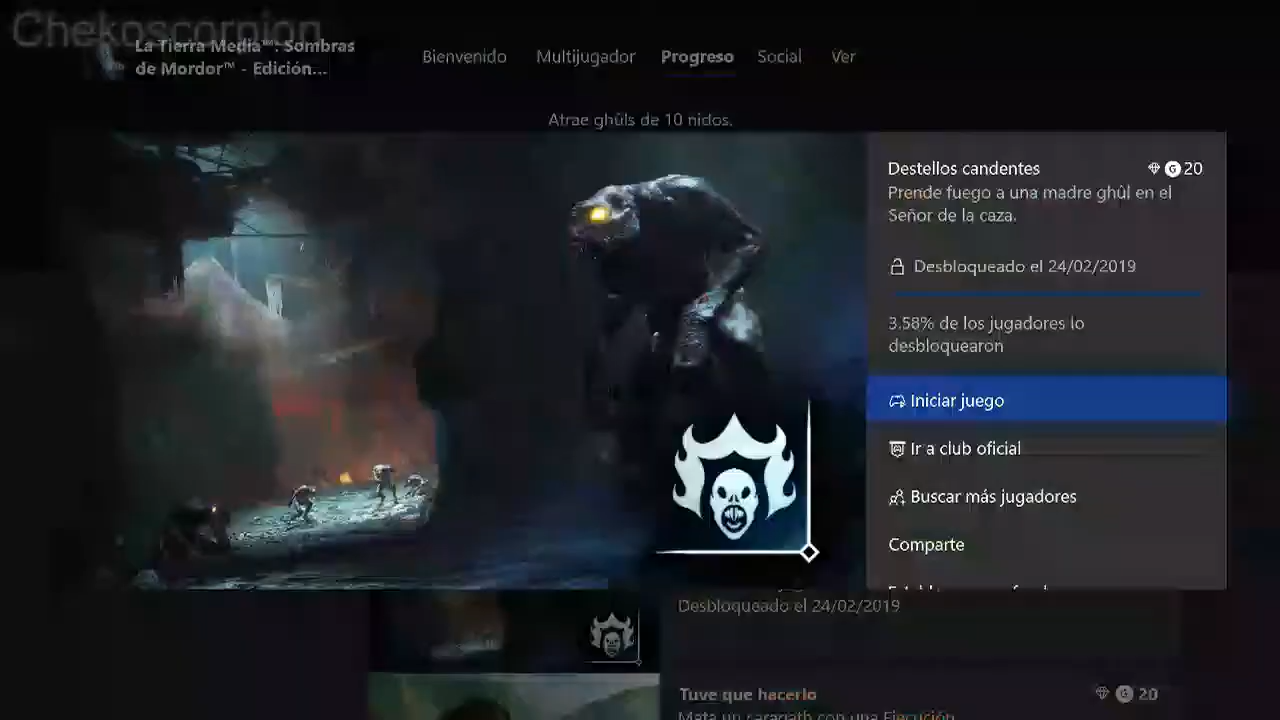 Chekoscorpion
La Tierra Media™: Sombras
de Mordor™ - Edición...
Bienvenido
Multijugador
Progreso
Social
Ver
Atrae ghûls de 10 nidos.
Destellos candentes
20
Prende fuego a una madre ghûl en el
Señor de la caza.
Desbloqueado el 24/02/2019
3.58% de los jugadores lo
desbloquearon
Iniciar juego
Ir a club oficial
Buscar más jugadores
Comparte
Desbloqueado el 24/02/2019
Tuve que hacerlo
20
Mata un caragath con una Ejecución